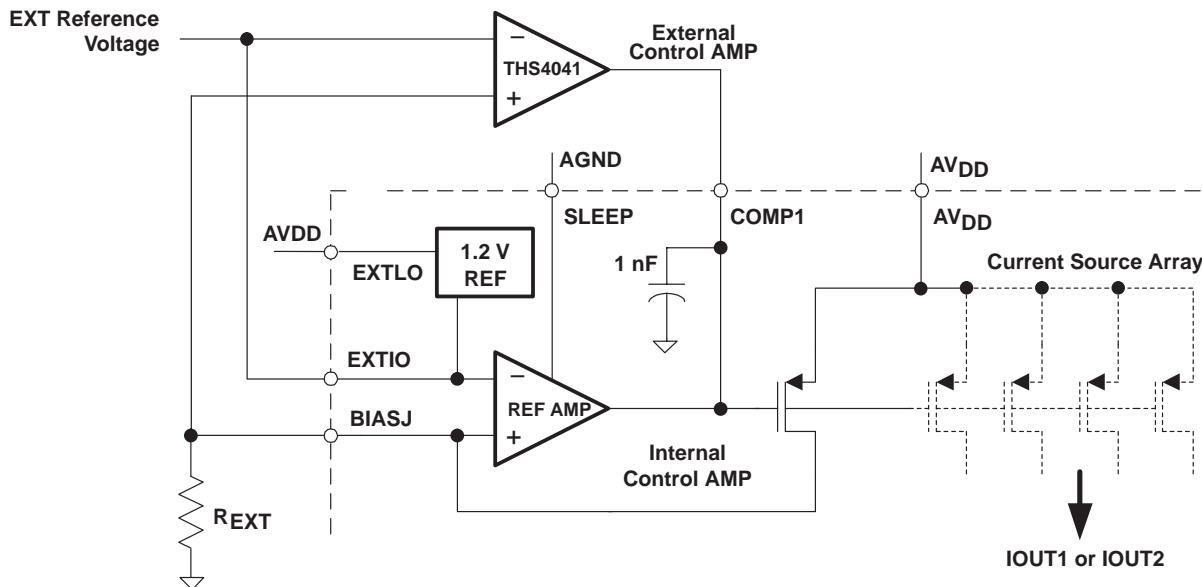 EXT Reference
Voltage
−
THS4041
+
External
Control AMP
AGND
SLEEP
COMP1
AVDD
AVDD
AVDD
EXTLO
1.2 V
REF
1 nF
Current Source Array
EXTIO
−
REF AMP
+
BIASJ
Internal
Control AMP
REXT
IOUT1 or IOUT2